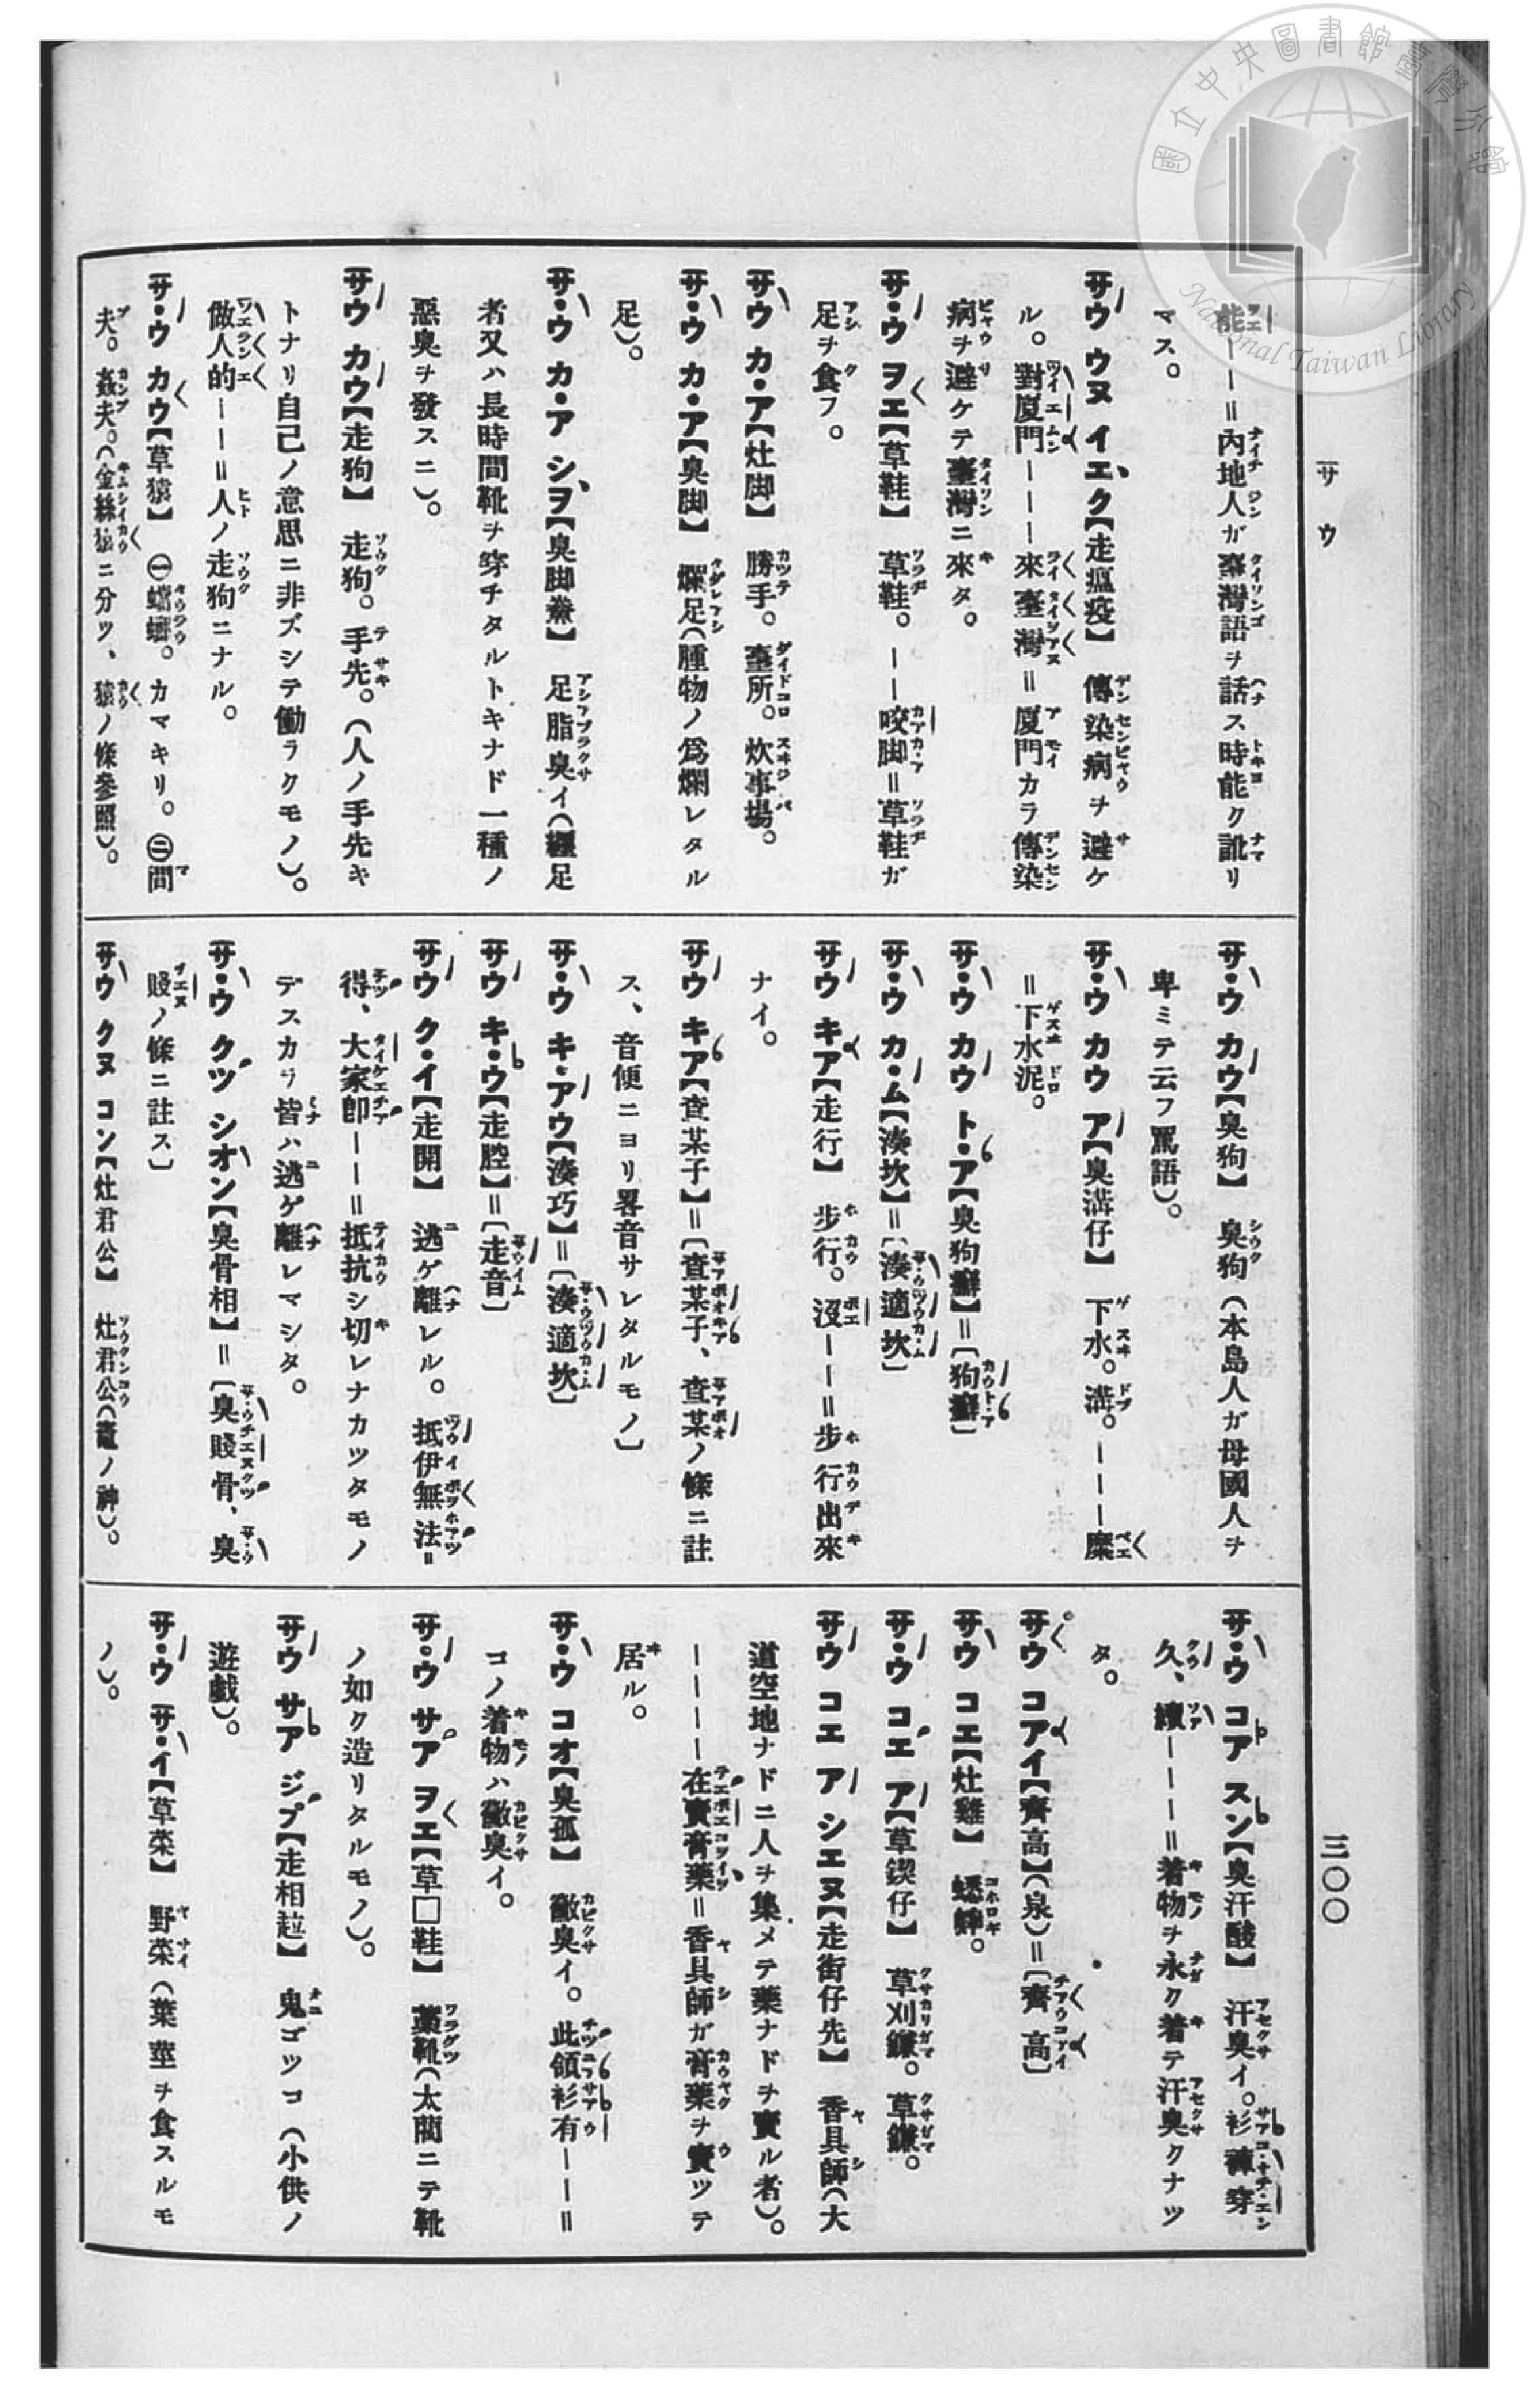 サウ
三〇〇
能――＝內地人ガ臺灣語ヲ話ス時能ク訛リ
マス。
サウ ウヌ イエク【走瘟疫】 傳染病ヲ避ケ
ル。對厦門―――來臺灣＝厦門カラ傳染
病ヲ避ケテ臺灣ニ來タ。
サ・ウ ヲエ【草鞋】 草鞋。――咬脚＝草鞋ガ
足ヲ食フ。
サウ カ・ア【灶脚】 勝手。臺所。炊事場。
サ・ウ カ・ア【臭脚】 爛足（腫物ノ爲爛レタル
足）。
サ・ウ カ・ア シヲ【臭脚鮝】 足脂臭イ（纒足
者又ハ長時間靴ヲ穿チタルトキナド一種ノ
惡臭ヲ發スニ）。
サウ カウ【走狗】 走狗。手先。（人ノ手先キ
トナリ自己ノ意思ニ非ズシテ働ラクモノ）。
做人的――＝人ノ走狗ニナル。
サ・ウ カウ【草猿】 ㊀蟷螂。カマキリ。㊁間
夫。姦夫。（金絲猿ニ分ツ、猿ノ條參照）。
サ・ウ カウ【臭狗】 臭狗（本島人ガ母國人ヲ
卑ミテ云フ罵語）。
サ・ウ カウ ア【臭溝仔】 下水。溝。―――糜
＝下水泥。
サ・ウ カウ ト・ア【臭狗癬】＝〔狗癬〕
サ・ウ カ・ム【湊坎】＝〔湊適坎〕
サウ キア【走行】 步行。沒――＝步行出來
ナイ。
サウ キア【查某子】＝〔查某子、查某ノ條ニ註
ス、音便ニヨリ畧音サレタルモノ〕
サ・ウ キ・アウ【湊巧】＝〔湊適坎〕
サウ キ・ウ【走腔】＝〔走音〕
サウ ク・イ【走開】 逃ゲ離レル。抵伊無法＝
得、大家卽――＝抵抗シ切レナカツタモノ
デスカラ皆ハ逃ゲ離レマシタ。
サ・ウ クツ シオン【臭骨相】＝〔臭賤骨、臭
賤ノ條ニ註ス〕
サウ クヌ コン【灶君公】 灶君公（竈ノ神）。
サ・ウ コア スン【臭汗酸】 汗臭イ。衫褲穿
久、續―――＝着物ヲ永ク着テ汗臭クナツ
タ。
サウ コアイ【齊高】（泉）＝〔齊高〕
サウ コエ【灶雞】 蟋蟀。
サ・ウ コエ ア【草鍥仔】 草刈鎌。草鎌。
サウ コエ ア シエヌ【走街仔先】 香具師（大
道空地ナドニ人ヲ集メテ藥ナドヲ賣ル者）。
――――在賣膏藥＝香具師ガ膏藥ヲ賣ツテ
居ル。
サ・ウ コオ【臭孤】 黴臭イ。此領衫有――＝
コノ着物ハ黴臭イ。
サ・ウ サア ヲエ【草□鞋】 藁靴（太藺ニテ靴
ノ如ク造リタルモノ）。
サウ サア ジプ【走相趁】 鬼ゴツコ（小供ノ
遊戲）。
サ・ウ サ・イ【草菜】 野菜（葉莖ヲ食スルモ
ノ）。